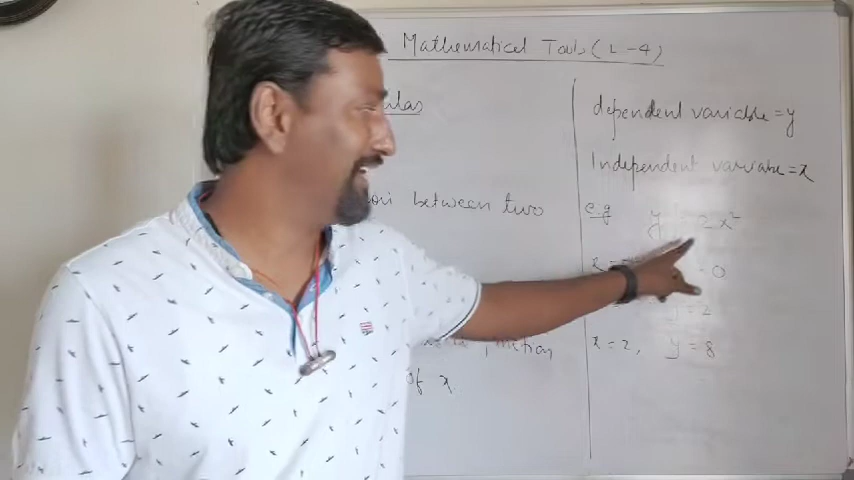 Mathematical Tools (L-4)
between two
of x
dependent variable = y
Independent variable = x
e.g y = 2x²
0
y = 2
x = 2, y = 8